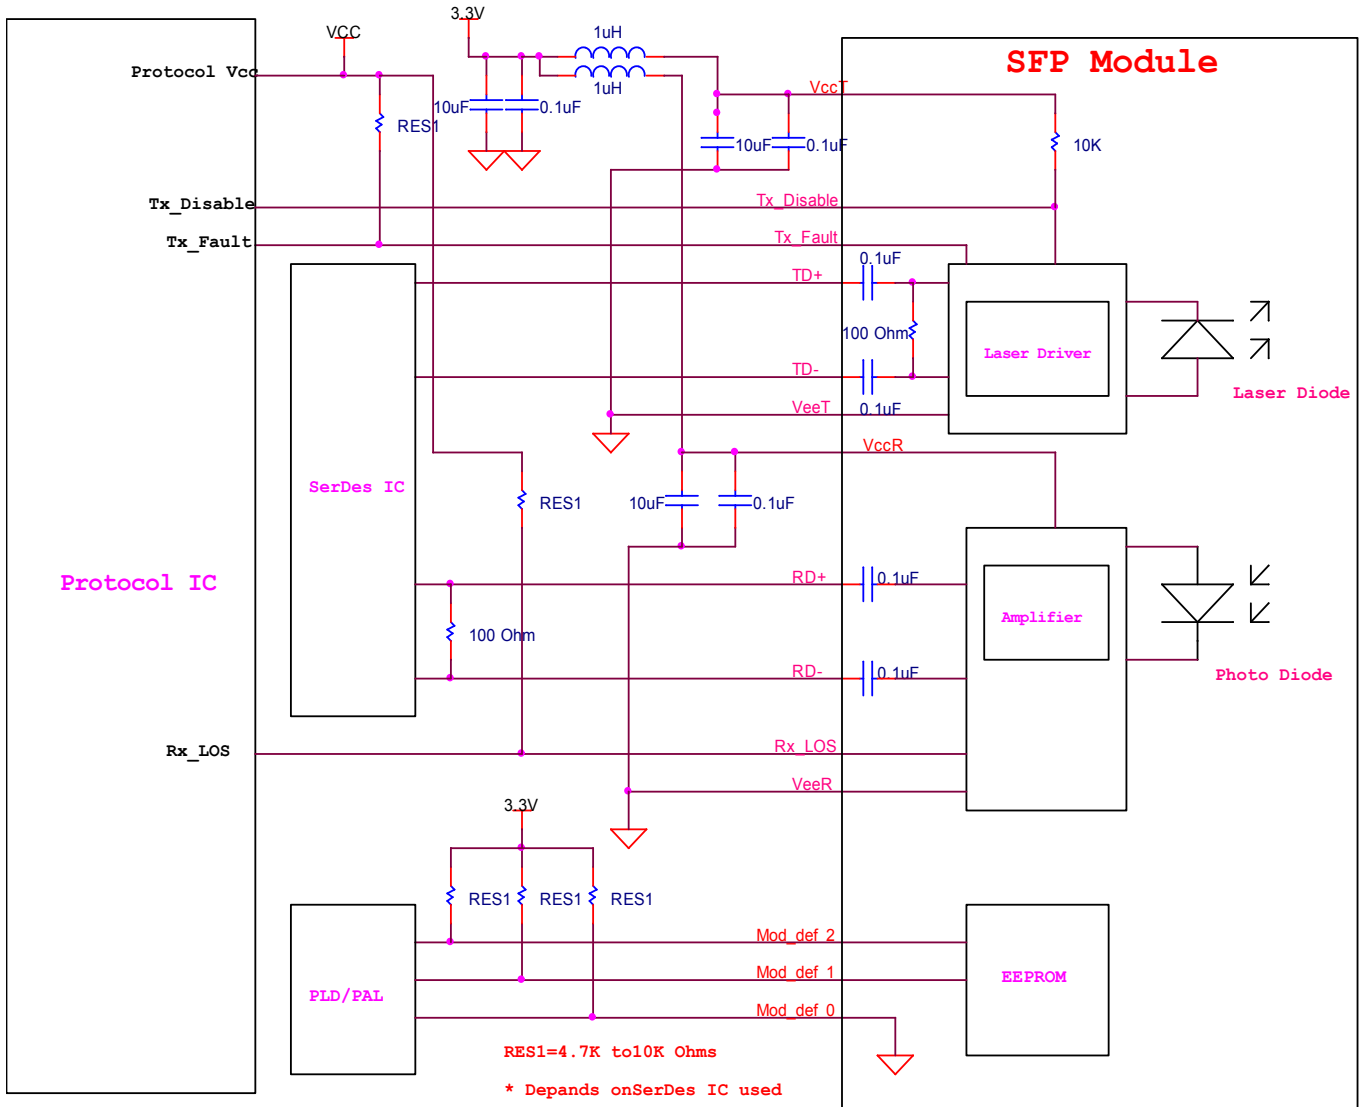 3.3V
VCC
1uH
SFP Module
Protocol Vcc
1uH
VccT
10uF
0.1uF
RES1
10uF
0.1uF
10K
Tx_Disable
Tx_Disable
Tx_Fault
Tx_Fault
0.1uF
TD+
100 Ohm
Laser Driver
TD-
Laser Diode
VeeT
0.1uF
VccR
SerDes IC
RES1
10uF
0.1uF
Protocol IC
RD+
0.1uF
Amplifier
100 Ohm
RD-
0.1uF
Photo Diode
Rx_LOS
Rx_LOS
VeeR
3.3V
RES1
RES1
RES1
Mod_def 2
Mod_def 1
EEPROM
PLD/PAL
Mod_def 0
RES1=4.7K to10K Ohms
* Depands onSerDes IC used